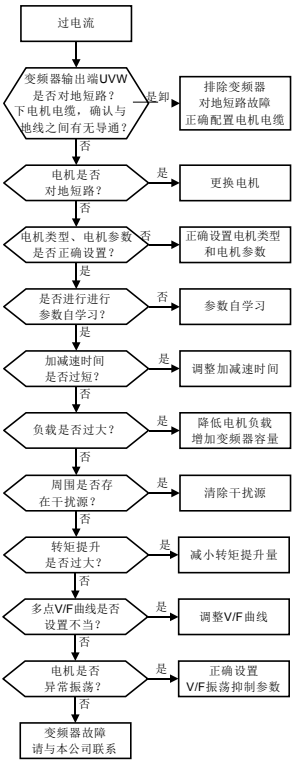 过电流
变频器输出端UVW
是否对地短路？
下电机电缆，确认与
地线之间有无导通？
是卸
排除变频器
对地短路故障
正确配置电机电缆
否
电机是否
对地短路？
是
更换电机
否
电机类型、电机参数
是否正确设置？
否
正确设置电机类型
和电机参数
是
是否进行进行
参数自学习？
否
参数自学习
是
加减速时间
是否过短？
是
调整加减速时间
否
负载是否过大？
是
降低电机负载
增加变频器容量
否
周围是否存
在干扰源？
是
清除干扰源
否
转矩提升
是否过大？
是
减小转矩提升量
否
多点V/F曲线是否
设置不当？
是
调整V/F曲线
否
电机是否
异常振荡？
是
正确设置
V/F振荡抑制参数
否
变频器故障
请与本公司联系